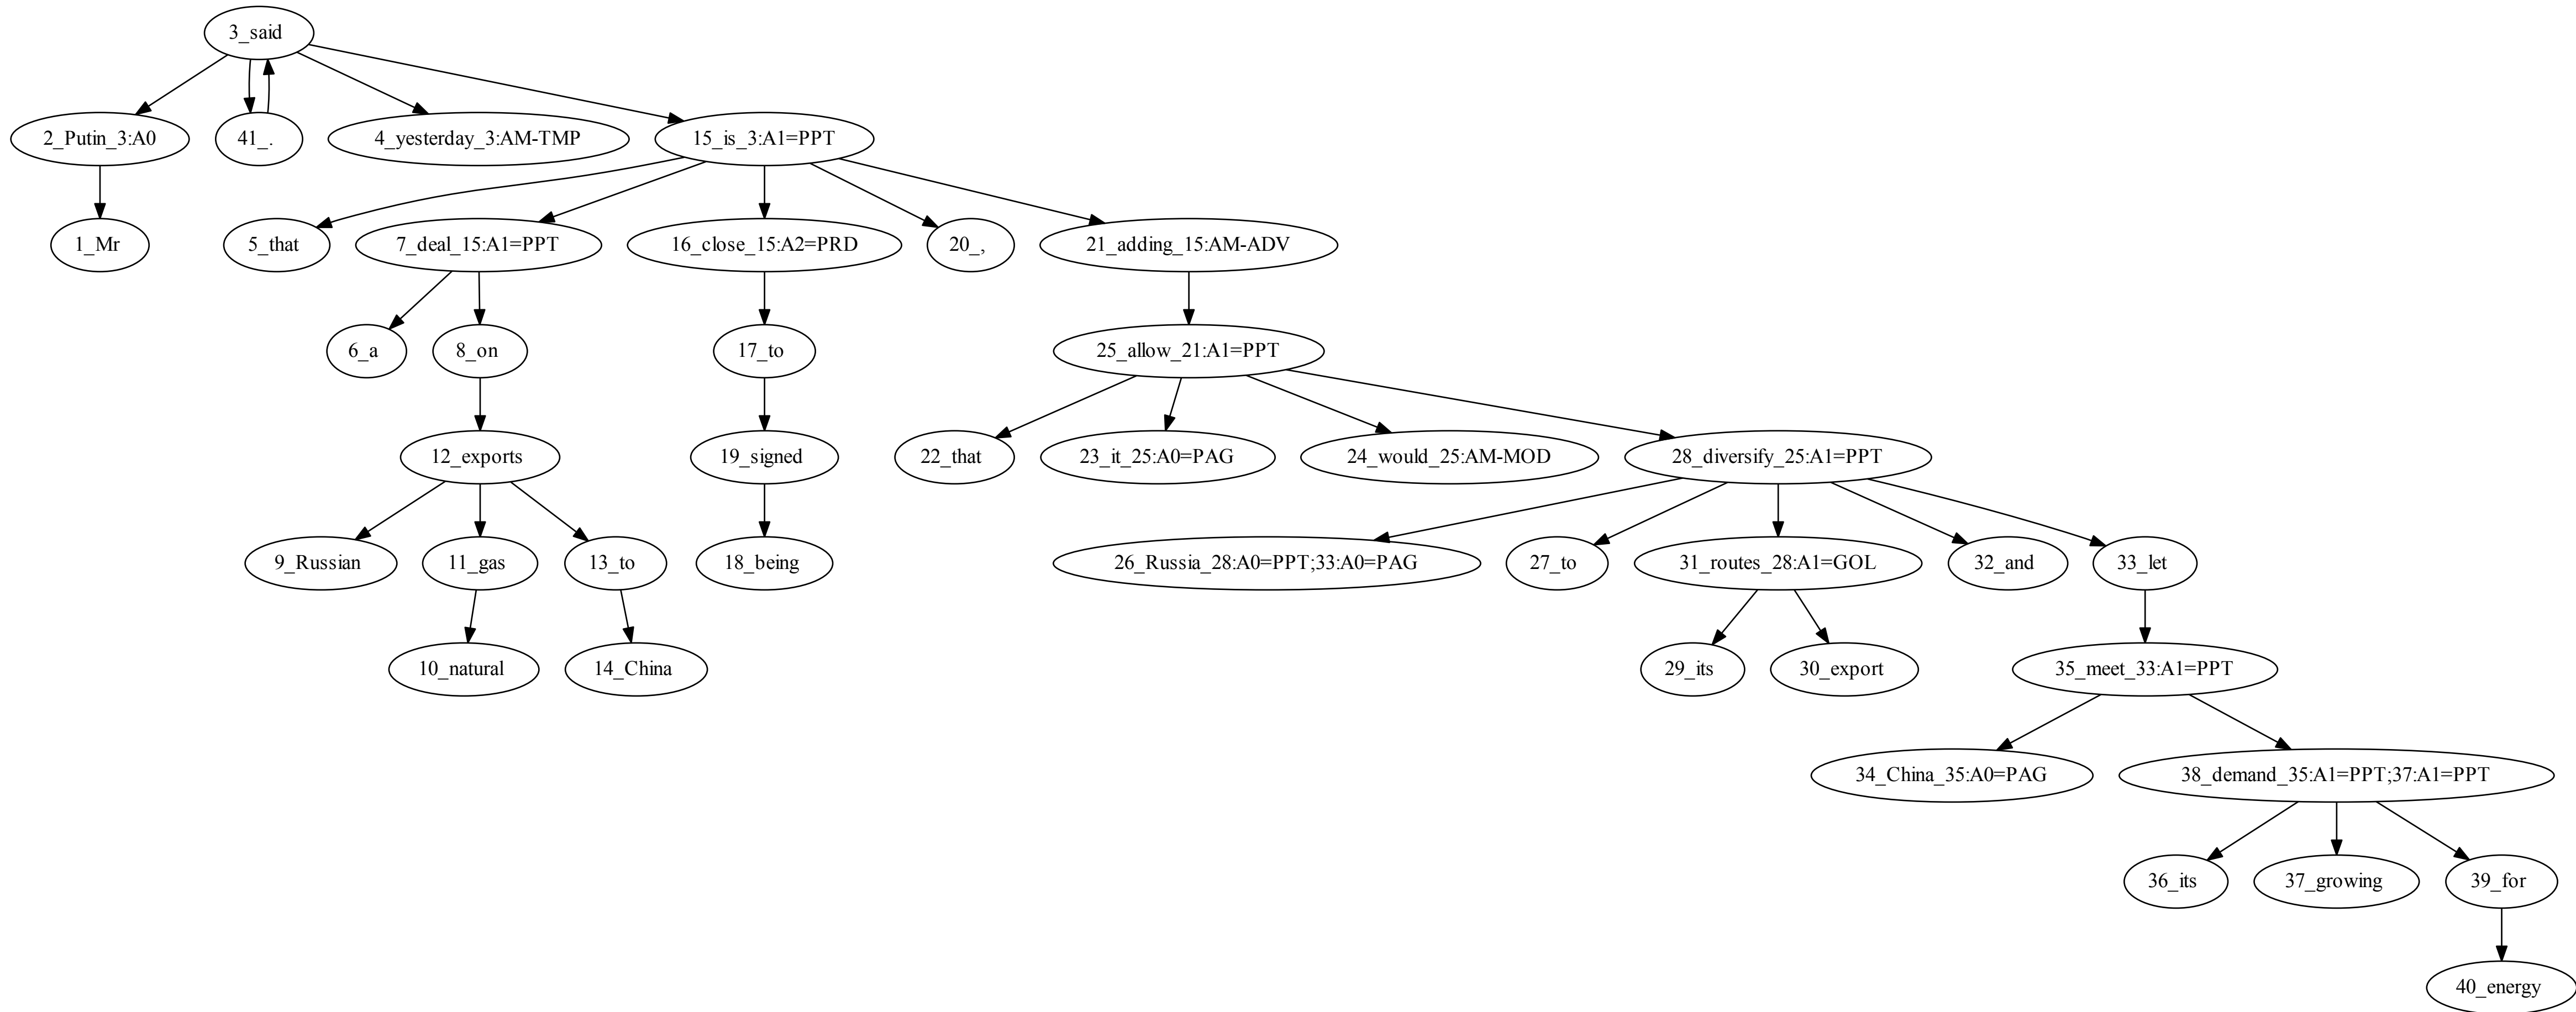 3_said
2_Putin_3:A0
41_.
4_yesterday_3:AM-TMP
15_is_3:A1=PPT
1_Mr
5_that
7_deal_15:A1=PPT
16_close_15:A2=PRD
20_,
21_adding_15:AM-ADV
6_a
8_on
17_to
25_allow_21:A1=PPT
12_exports
19_signed
22_that
23_it_25:A0=PAG
24_would_25:AM-MOD
28_diversify_25:A1=PPT
9_Russian
11_gas
13_to
18_being
26_Russia_28:A0=PPT;33:A0=PAG
27_to
31_routes_28:A1=GOL
32_and
33_let
10_natural
14_China
29_its
30_export
35_meet_33:A1=PPT
34_China_35:A0=PAG
38_demand_35:A1=PPT;37:A1=PPT
36_its
37_growing
39_for
40_energy